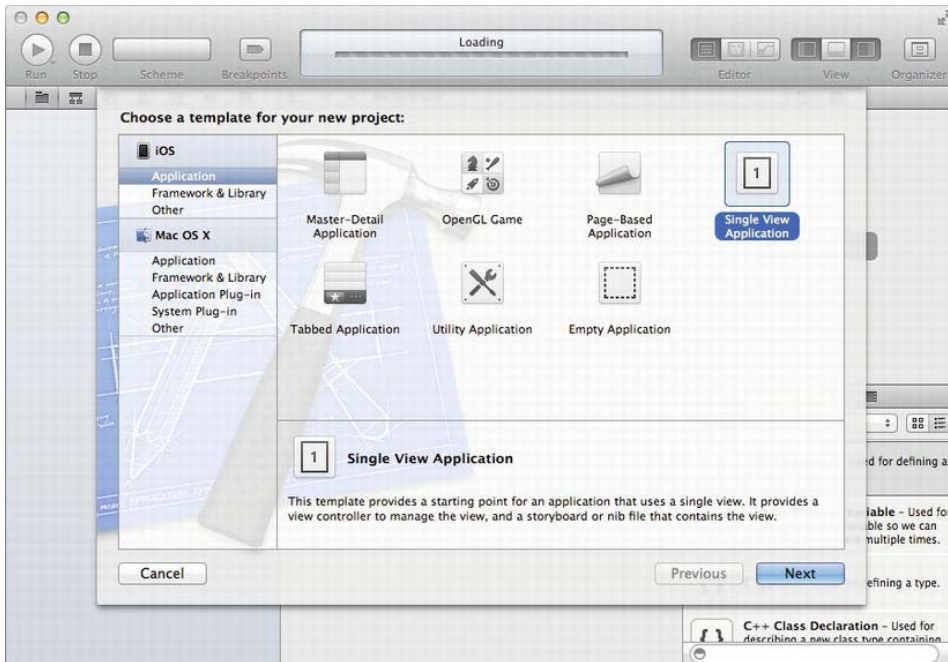 Loading
Run
Stop
Scheme
Breakpoints
Editor
View
Organizer
Choose a template for your new project:
iOS
Application
Framework & Library
Other
Mac OS X
Application
Framework & Library
Application Plug-in
System Plug-in
Other
Master-Detail
Application
OpenGL Game
Page-Based
Application
1
Single View
Application
Tabbed Application
Utility Application
Empty Application
1
Single View Application
This template provides a starting point for an application that uses a single view. It provides a
view controller to manage the view, and a storyboard or nib file that contains the view.
Cancel
Previous
Next
for defining a
– Used for
so we can
multiple times.
a type.
{ }
C++ Class Declaration – Used for
describing a new class type containing